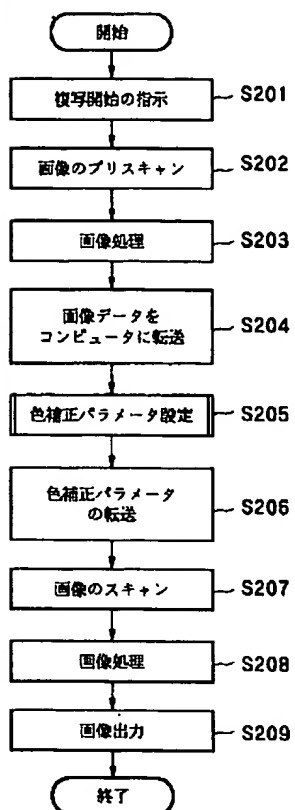 開始
複写開始の指示
S201
画像のプリスキャン
S202
画像処理
S203
画像データを
コンピュータに転送
S204
色補正パラメータ設定
S205
色補正パラメータ
の転送
S206
画像のスキャン
S207
画像処理
S208
画像出力
S209
終了